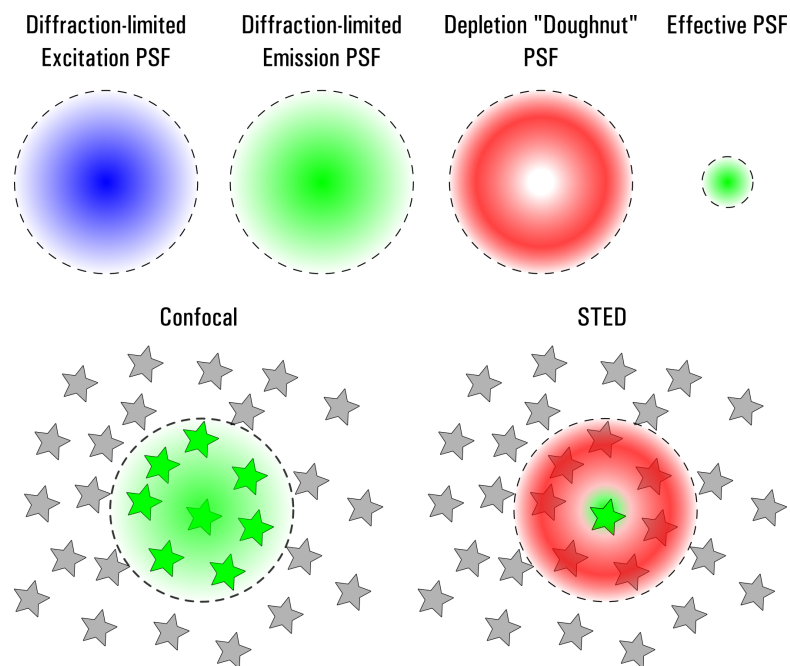 Diffraction-limited
Excitation PSF
Diffraction-limited
Emission PSF
Depletion "Doughnut"
PSF
Effective PSF
Confocal
STED